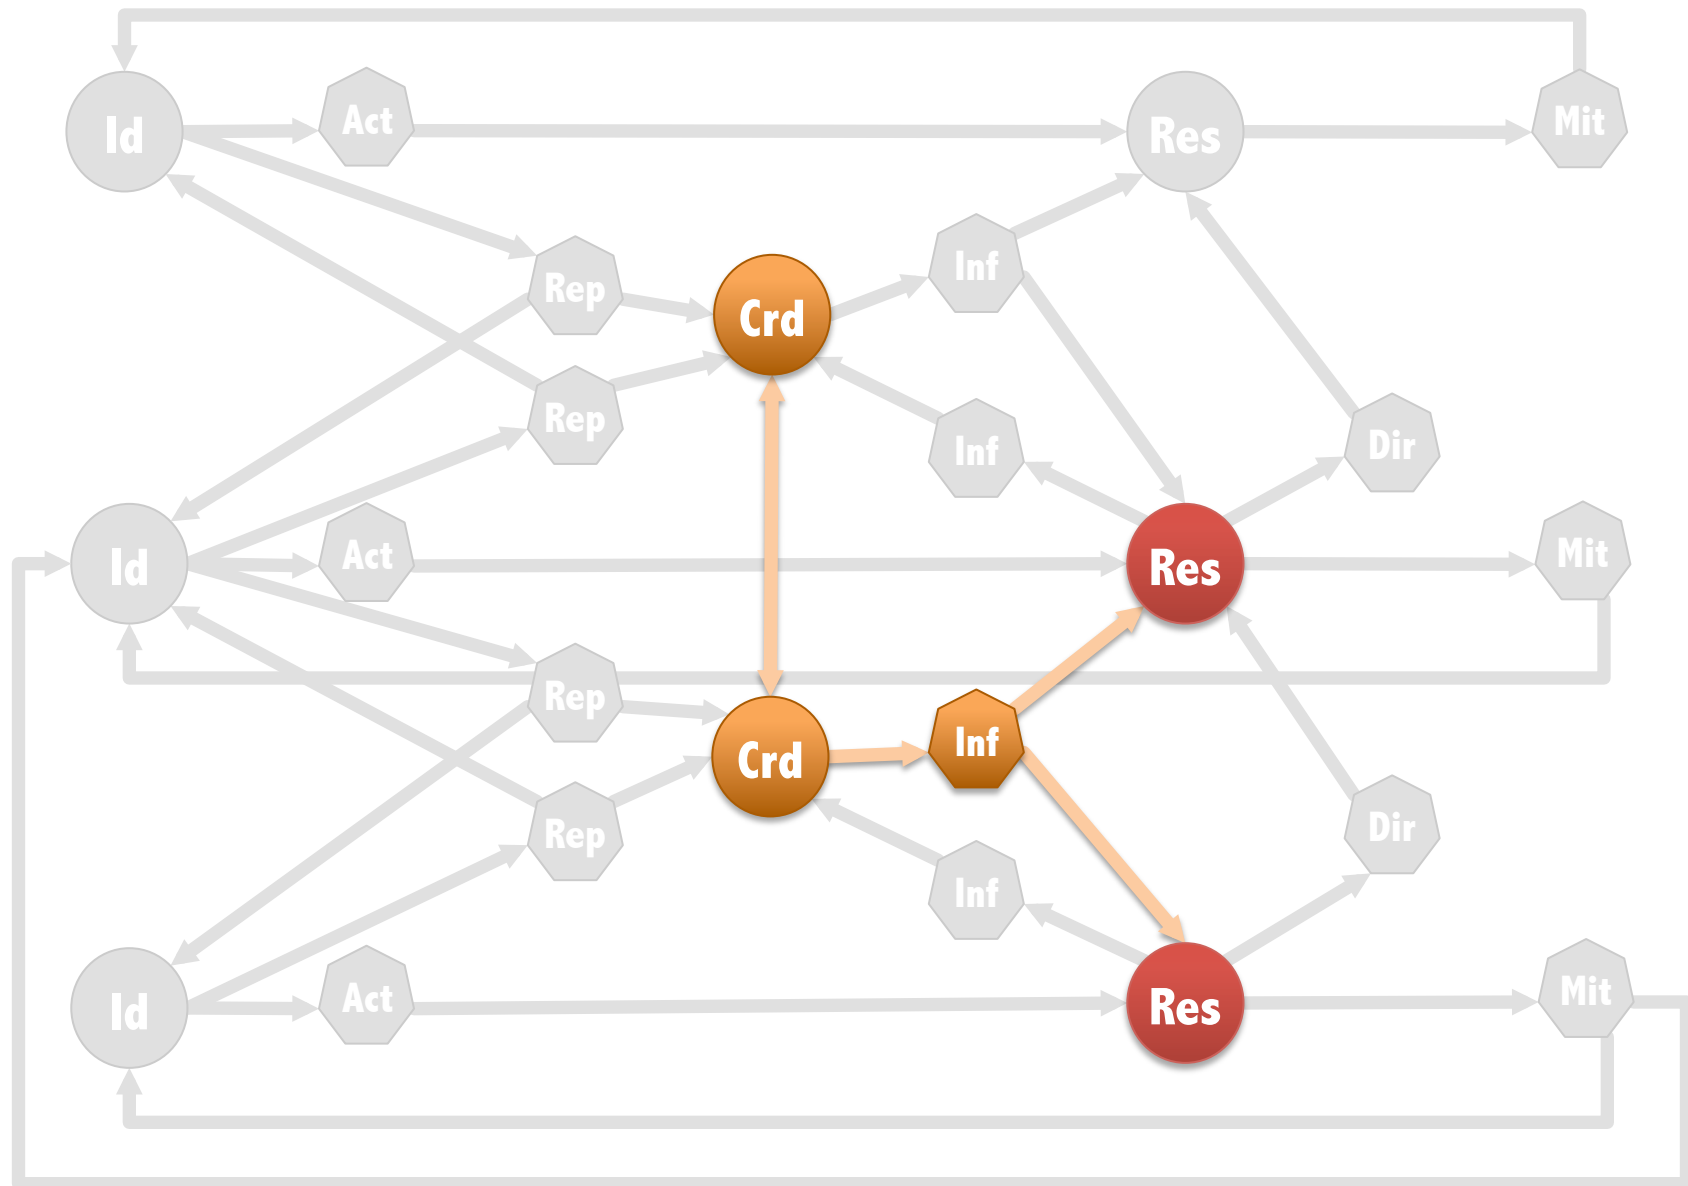 Id
Act
Res
Mit
Rep
Crd
Inf
Rep
Inf
Dir
Id
Act
Res
Mit
Rep
Crd
Inf
Rep
Inf
Dir
Id
Act
Res
Mit